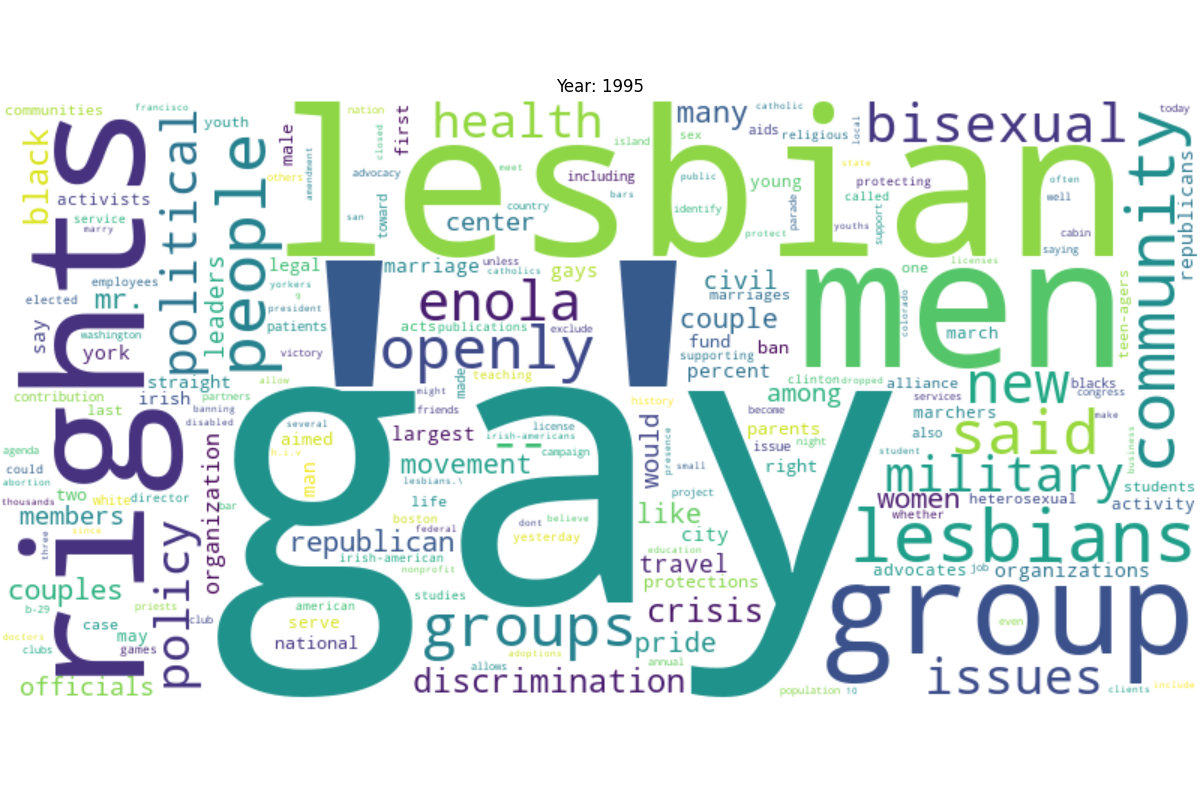 Year: 1995
communities
francisco
nation
first
health
many
catholic
bisexual
today
black
rights
political
youth
people
male
closed
lesbian
island
sex
aids
religious
local
community
republicans
activists
others
amendment
advocacy
meet
including
public
young
state
protecting
often
service
marry
san
toward
center
country
bars
identify
parade
called
support
well
youths
protect
cabin
saying
legal
marriage
unless
catholics
gays
civil
one
licenses
men
employees
leaders
yorkers
9
''
enola
marriages
colorado
teen-agers
elected
mr.
president
acts
publications
exclude
couple
march
say
washington
patients
openly
fund
supporting
ban
york
victory
percent
straight
allow
made
teaching
clinton
dropped
alliance
new
blacks
contribution
irish
partners
might
history
among
services
congress
last
banning
friends
license
become
marchers
make
disabled
several
largest
irish-americans
would
parents
also
said
business
agenda
aimed
h.i.v
gay
campaign
presence
issue
night
student
could
abortion
organization
man
movement
lesbians.\
small
right
military
students
thousands
two
white
director
bar
life
project
women
heterosexual
activity
members
since
boston
federal
dont
believe
like
whether
three
policy
republican
yesterday
city
lesbians
irish-american
education
travel
nonprofit
protections
advocates
job
organizations
couples
b-29
priests
american
studies
crisis
group
case
club
serve
groups
even
doctors
may
clubs
games
national
adoptions
pride
allows
annual
officials
discrimination
population
10
issues
clients
include